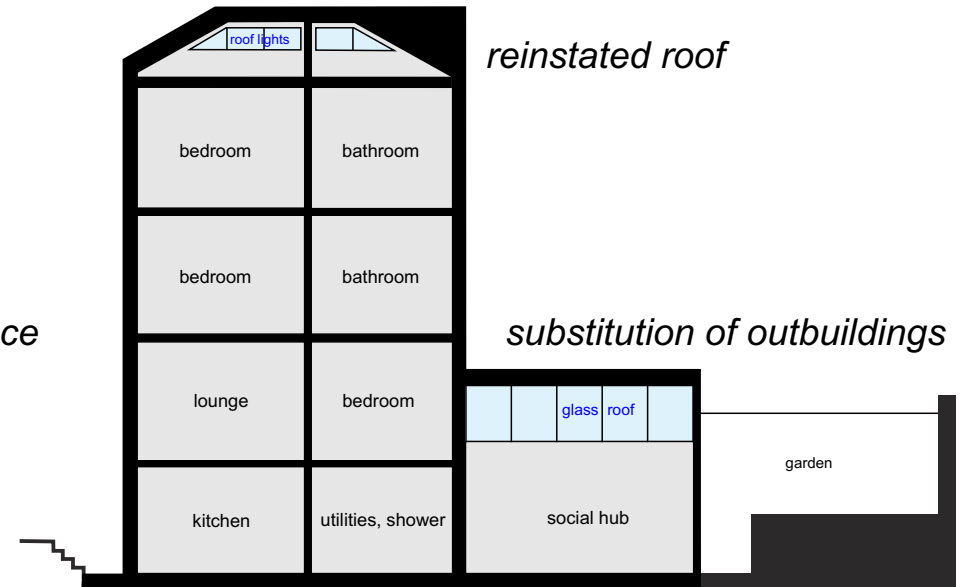 roof lights
reinstated roof
bedroom bathroom
bedroom bathroom
ce
substitution of outbuildings
lounge bedroom
glass roof
garden
kitchen utilities, shower social hub